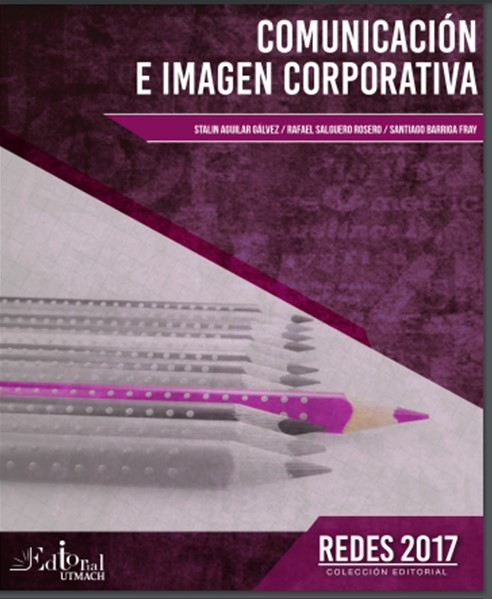 COMUNICACIÓN
E IMAGEN CORPORATIVA
STALIN AGUILAR GÁLVEZ / RAFAEL SALGUERO ROSERO / SANTIAGO BARRIGA FRAY
REDES 2017
COLECCIÓN EDITORIAL
Editorial
UTMACH